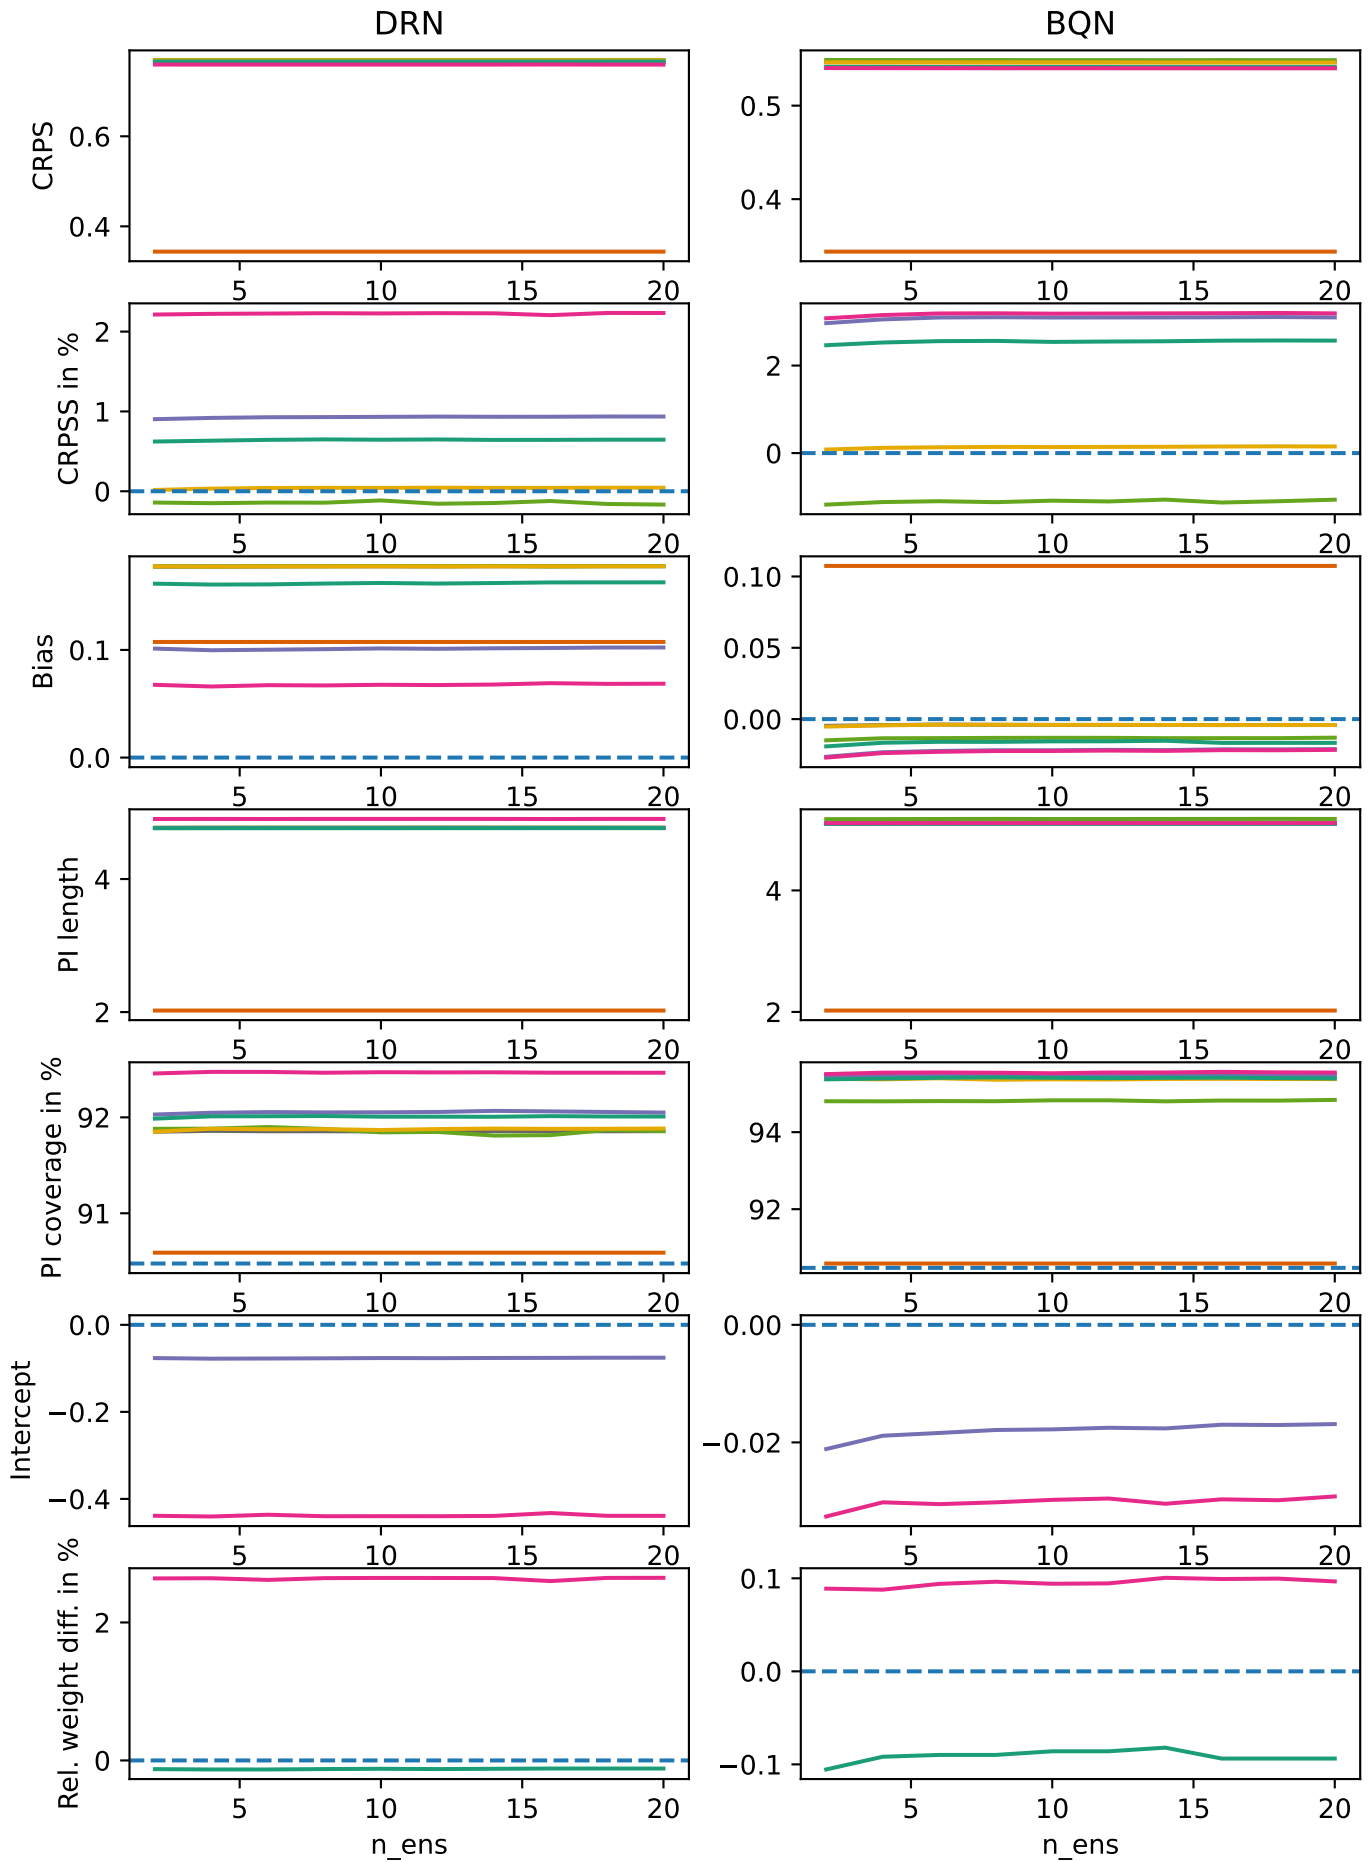 DRN BQN
CRPS
0.6
0.4
0.5
0.4
5 10 15 20 5 10 15 20
CRPSS in %
2
1
0
2
0
5 10 15 20 5 10 15 20
Bias
0.1
0.0
0.10
0.05
0.00
5 10 15 20 5 10 15 20
PI length
4
2
4
2
5 10 15 20 5 10 15 20
PI coverage in %
92
91
94
92
5 10 15 20 5 10 15 20
Intercept
0.0
−0.2
−0.4
0.00
−0.02
5 10 15 20 5 10 15 20
Rel. weight diff. in %
2
0
0.1
0.0
−0.1
5 10 15 20 5 10 15 20
n_ens n_ens